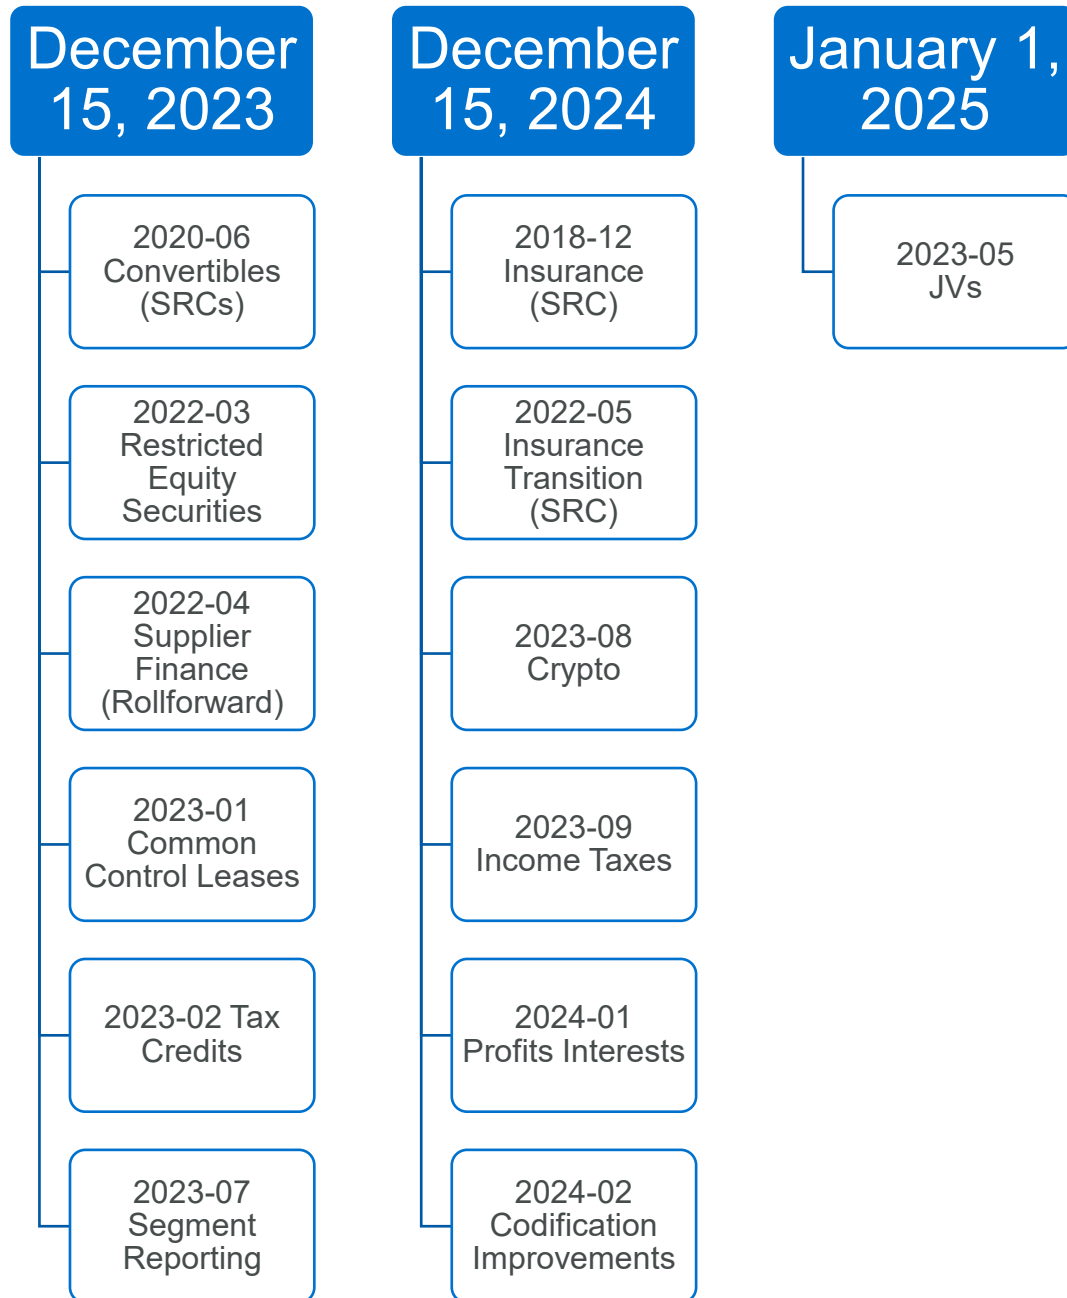 December
15, 2023
2020-06
Convertibles
(SRCs)
2022-03
Restricted
Equity
Securities
2022-04
Supplier
Finance
(Rollforward)
2023-01
Common
Control Leases
2023-02 Tax
Credits
2023-07
Segment
Reporting
December
15, 2024
2018-12
Insurance
(SRC)
2022-05
Insurance
Transition
(SRC)
2023-08
Crypto
2023-09
Income Taxes
2024-01
Profits Interests
2024-02
Codification
Improvements
January 1,
2025
2023-05
JVs